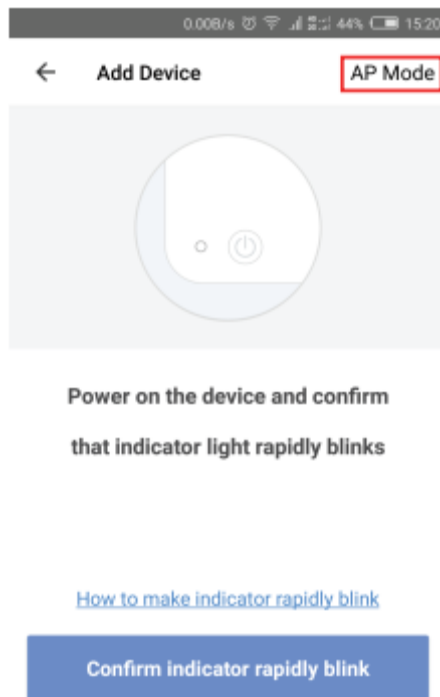 0.00B/s 44% 15:20
Add Device
AP Mode
Power on the device and confirm
that indicator light rapidly blinks
How to make indicator rapidly blink
Confirm indicator rapidly blink